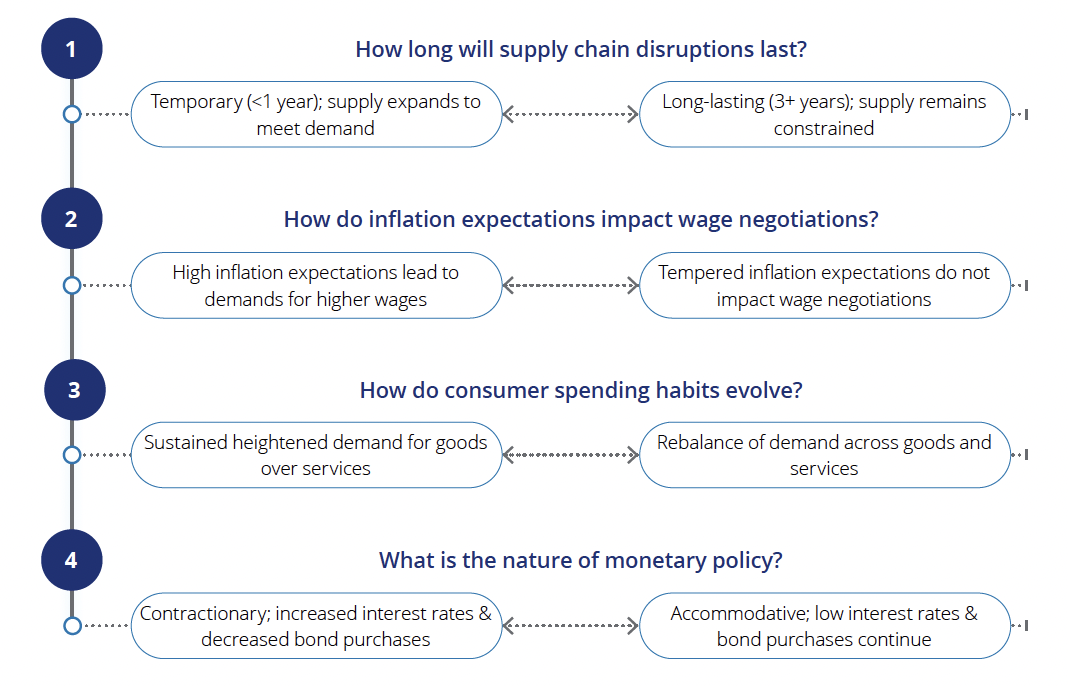 1
How long will supply chain disruptions last?
Temporary (<1 year); supply expands to
meet demand
Long-lasting (3+ years); supply remains
constrained
2
How do inflation expectations impact wage negotiations?
High inflation expectations lead to
demands for higher wages
Tempered inflation expectations do not
impact wage negotiations
3
How do consumer spending habits evolve?
Sustained heightened demand for goods
over services
Rebalance of demand across goods and
services
4
What is the nature of monetary policy?
Contractionary; increased interest rates &
decreased bond purchases
Accommodative; low interest rates &
bond purchases continue